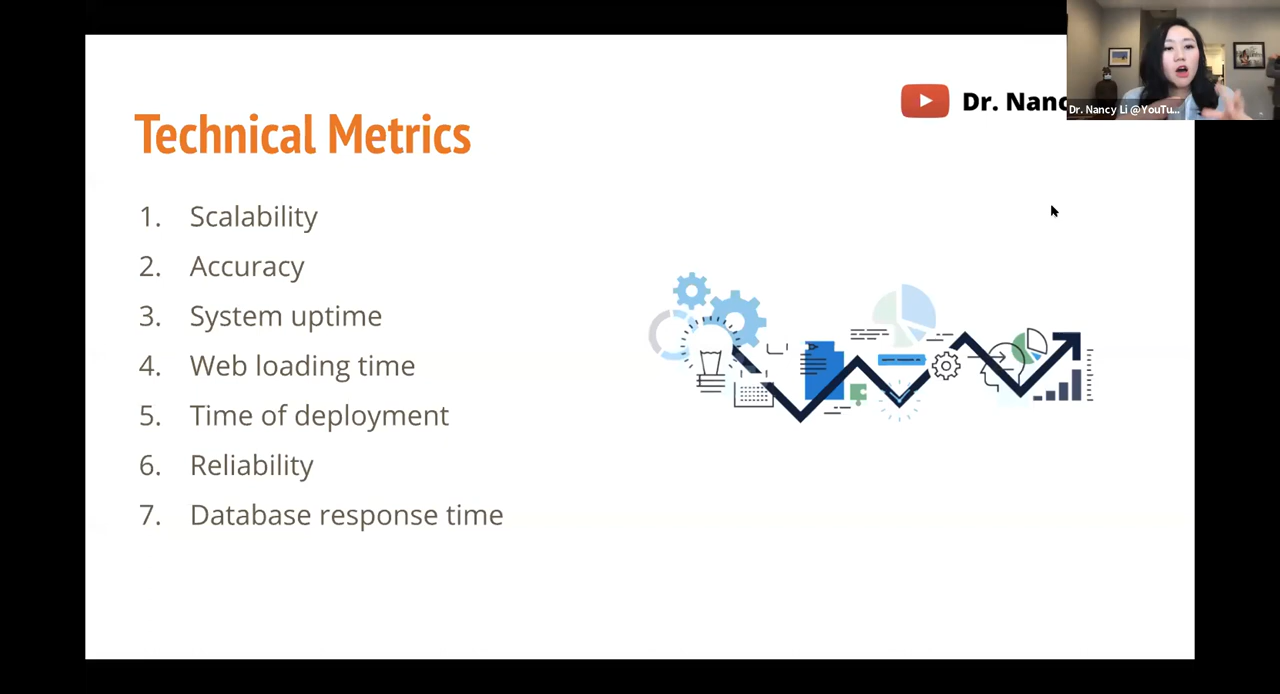 Dr. Nanc
Dr. Nancy Li @YouTu...
Technical Metrics
1. Scalability
2. Accuracy
3. System uptime
4. Web loading time
5. Time of deployment
6. Reliability
7. Database response time